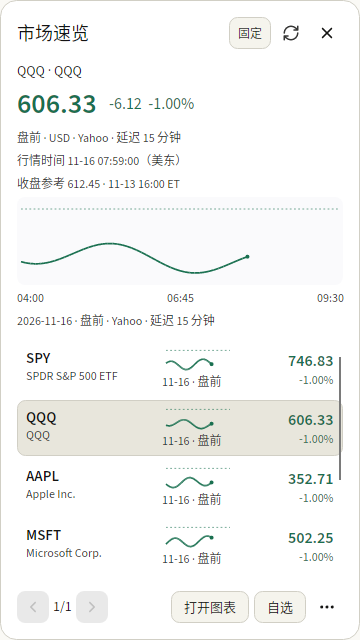 市场速览
固定
QQQ · QQQ
606.33 -6.12 -1.00%
盘前 · USD · Yahoo · 延迟 15 分钟
行情时间 11-16 07:59:00（美东）
收盘参考 612.45 · 11-13 16:00 ET
04:00 06:45 09:30
2026-11-16 · 盘前 · Yahoo · 延迟 15 分钟
SPY
SPDR S&P 500 ETF
11-16 · 盘前
746.83
-1.00%
QQQ
QQQ
11-16 · 盘前
606.33
-1.00%
AAPL
Apple Inc.
11-16 · 盘前
352.71
-1.00%
MSFT
Microsoft Corp.
11-16 · 盘前
502.25
-1.00%
1/1
打开图表
自选